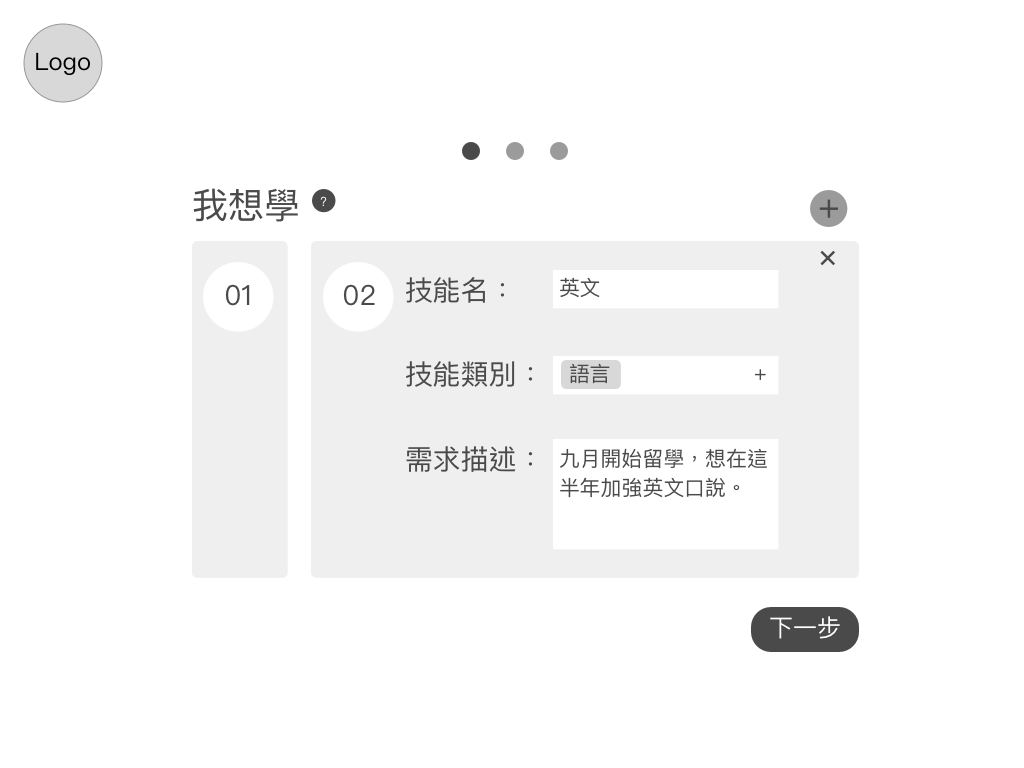 Logo
我想學 ?
+
01
02
×
技能名：
英文
技能類別：
語言 +
需求描述：
九月開始留學，想在這
半年加強英文口說。
下一步